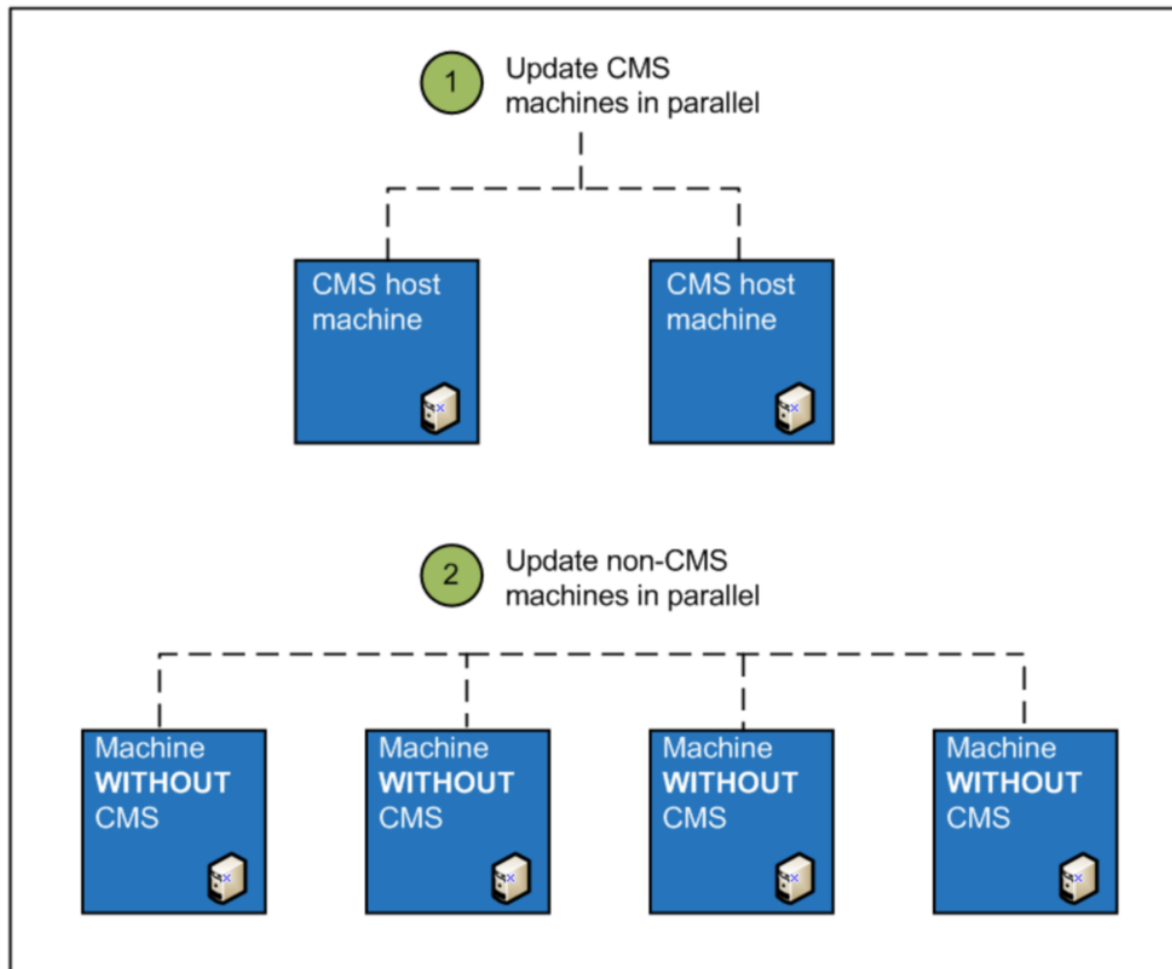 1
Update CMS
machines in parallel
CMS host
machine
CMS host
machine
2
Update non-CMS
machines in parallel
Machine
WITHOUT
CMS
Machine
WITHOUT
CMS
Machine
WITHOUT
CMS
Machine
WITHOUT
CMS